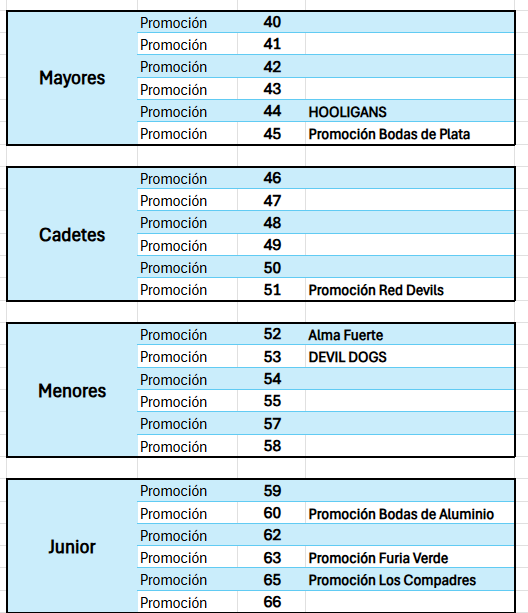 Promoción 40
Promoción 41
Promoción 42
Mayores
Promoción 43
Promoción 44 HOOLIGANS
Promoción 45 Promoción Bodas de Plata
Promoción 46
Promoción 47
Promoción 48
Cadetes
Promoción 49
Promoción 50
Promoción 51 Promoción Red Devils
Promoción 52 Alma Fuerte
Promoción 53 DEVIL DOGS
Promoción 54
Menores
Promoción 55
Promoción 57
Promoción 58
Promoción 59
Promoción 60 Promoción Bodas de Aluminio
Promoción 62
Junior
Promoción 63 Promoción Furia Verde
Promoción 65 Promoción Los Compadres
Promoción 66